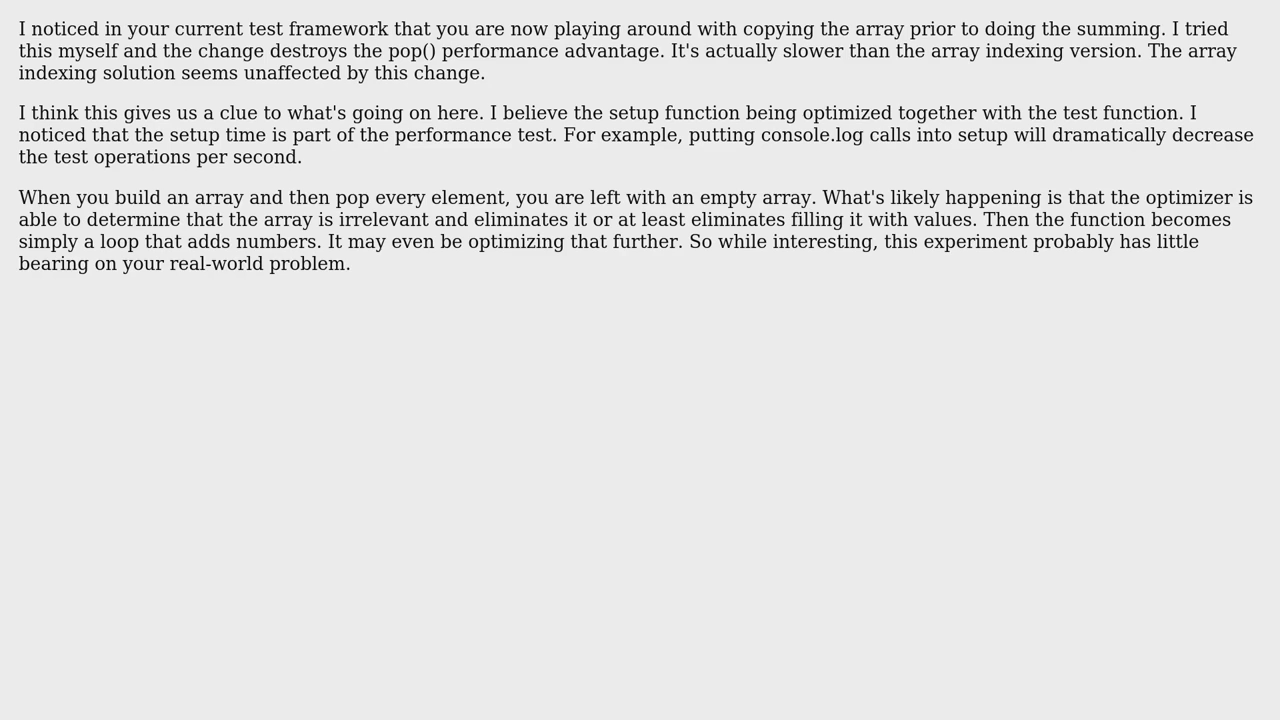 I noticed in your current test framework that you are now playing around with copying the array prior to doing the summing. I tried
this myself and the change destroys the pop() performance advantage. It's actually slower than the array indexing version. The array
indexing solution seems unaffected by this change.
I think this gives us a clue to what's going on here. I believe the setup function being optimized together with the test function. I
noticed that the setup time is part of the performance test. For example, putting console.log calls into setup will dramatically decrease
the test operations per second.
When you build an array and then pop every element, you are left with an empty array. What's likely happening is that the optimizer is
able to determine that the array is irrelevant and eliminates it or at least eliminates filling it with values. Then the function becomes
simply a loop that adds numbers. It may even be optimizing that further. So while interesting, this experiment probably has little
bearing on your real-world problem.